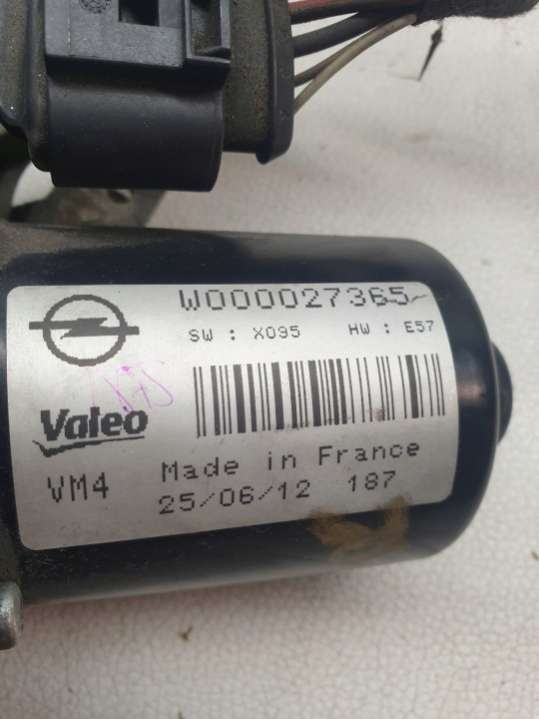 W000027365
SW : X095 HW : E57
Valeo
Made in France
VM4
25/06/12 187